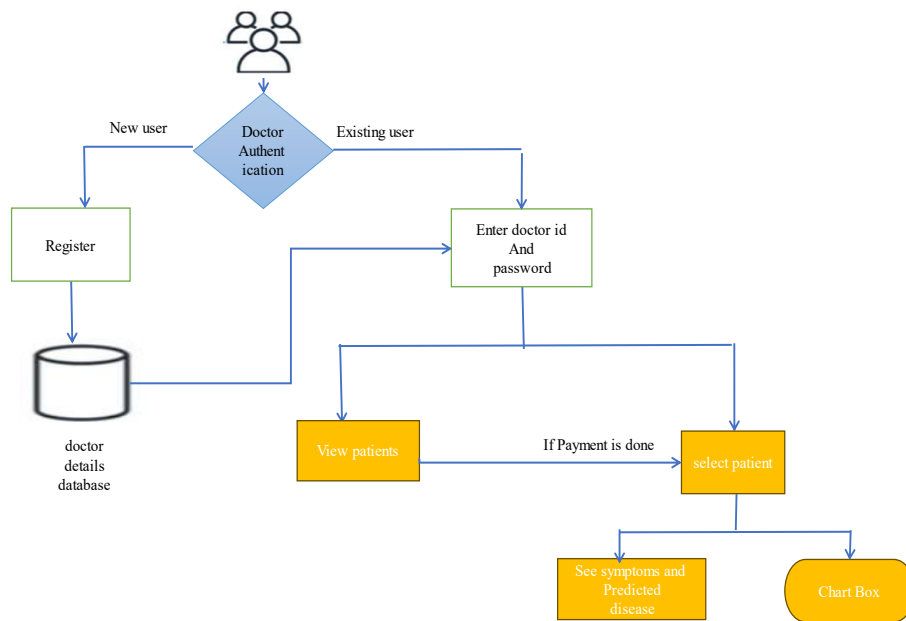 New user
Doctor
Authent
ication
Existing user
Register
Enter doctor id
And
password
doctor
details
database
View patients
If Payment is done
select patient
See symptoms and
Predicted
disease
Chart Box